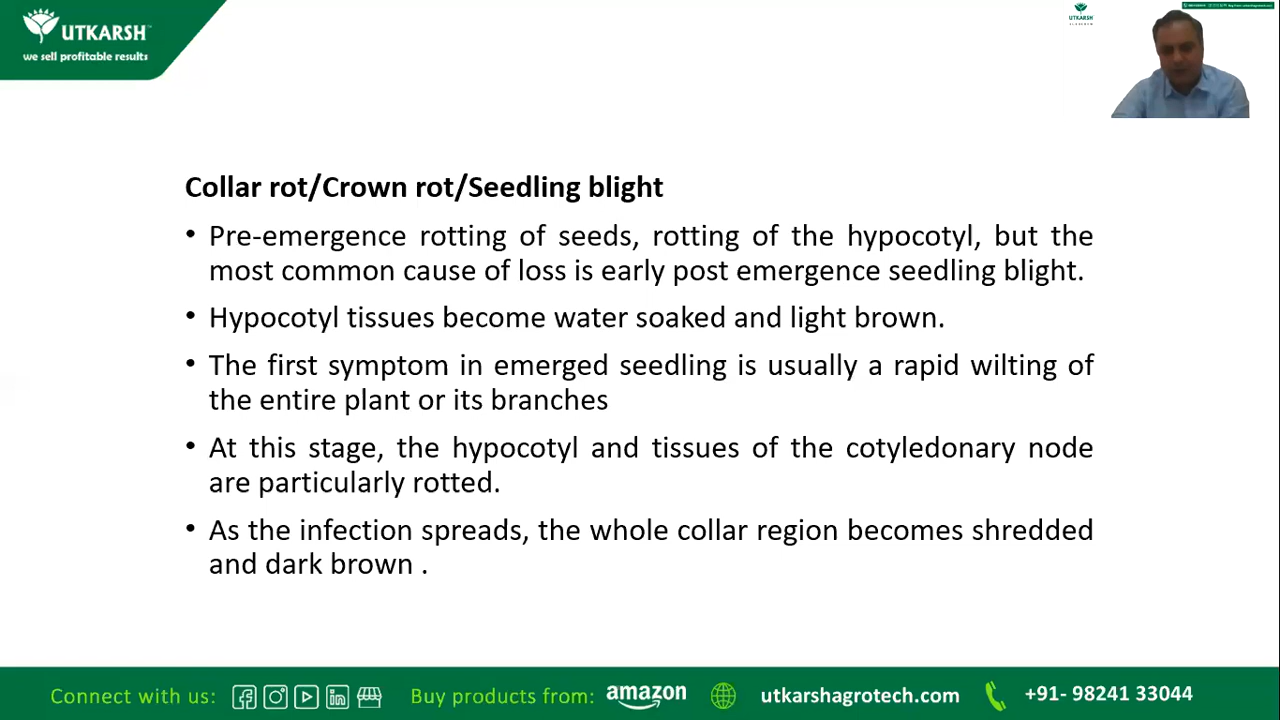 UTKARSH
we sell profitable results
UTKARSH
Collar rot/Crown rot/Seedling blight
• Pre-emergence rotting of seeds, rotting of the hypocotyl, but the
most common cause of loss is early post emergence seedling blight.
• Hypocotyl tissues become water soaked and light brown.
• The first symptom in emerged seedling is usually a rapid wilting of
the entire plant or its branches
• At this stage, the hypocotyl and tissues of the cotyledonary node
are particularly rotted.
• As the infection spreads, the whole collar region becomes shredded
and dark brown .
Connect with us: Buy products from: amazon utkarshagrotech.com +91- 98241 33044